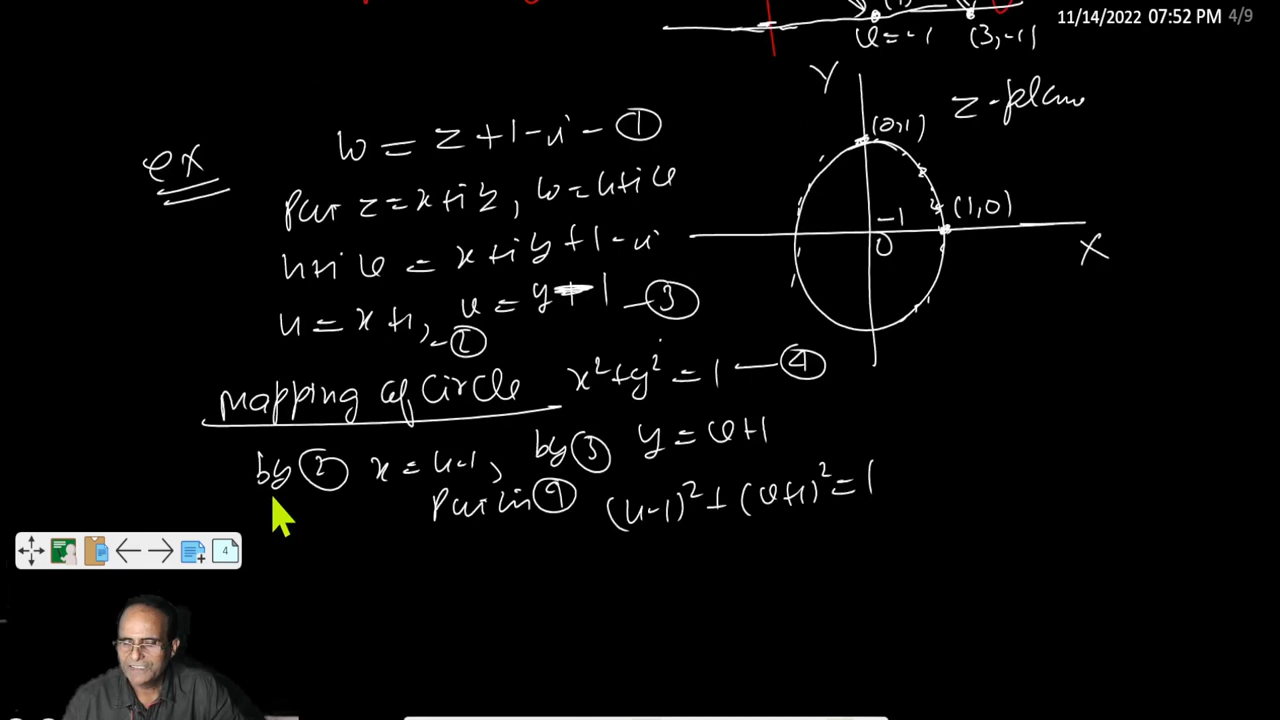 11/14/2022 07:52 PM 4/9
v = -1 (3, -1)
Y
z-plane
(0,1)
ex
w = z + 1 - i - ①
Put z = x+iy, w = u+iv
-1
(1,0)
0
X
u+iv = x+iy+1-i
u = x+1, -② v = y-1 -③
Mapping of Circle x²+y² = 1 -④
by ② x = u-1, by ③ y = v+1
Put in ④ (u-1)² + (v+1)² = 1
4